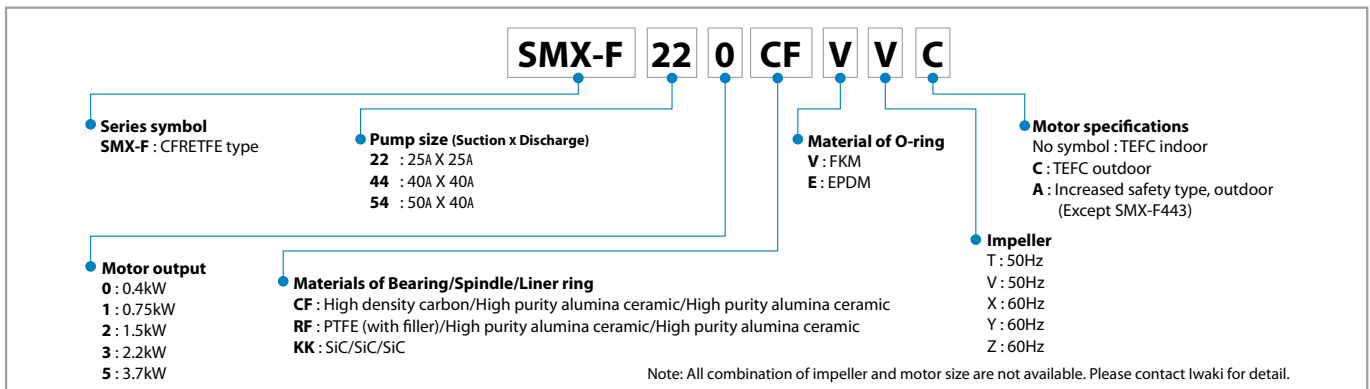 SMX-F 22 0 CF V V C
Series symbol
SMX-F : CFRETFE type
Pump size (Suction x Discharge)
22 : 25A X 25A
44 : 40A X 40A
54 : 50A X 40A
Material of O-ring
V : FKM
E : EPDM
Motor specifications
No symbol : TEFC indoor
C : TEFC outdoor
A : Increased safety type, outdoor
(Except SMX-F443)
Motor output
0 : 0.4kW
1 : 0.75kW
2 : 1.5kW
3 : 2.2kW
5 : 3.7kW
Materials of Bearing/Spindle/Liner ring
CF : High density carbon/High purity alumina ceramic/High purity alumina ceramic
RF : PTFE (with filler)/High purity alumina ceramic/High purity alumina ceramic
KK : SiC/SiC/SiC
Impeller
T : 50Hz
V : 50Hz
X : 60Hz
Y : 60Hz
Z : 60Hz
Note: All combination of impeller and motor size are not available. Please contact Iwaki for detail.